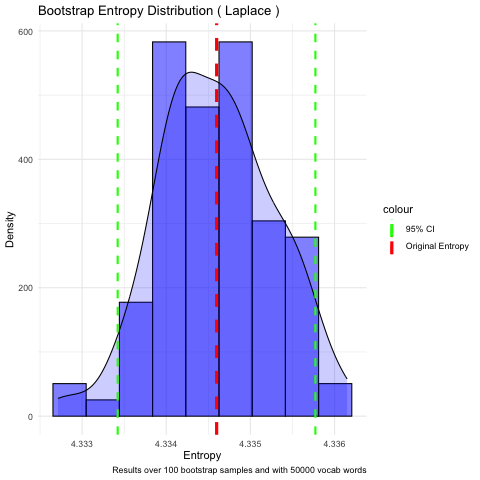 Bootstrap Entropy Distribution ( Laplace )
600
400
200
0
Density
4.333 4.334 4.335 4.336
Entropy
colour
95% CI
Original Entropy
Results over 100 bootstrap samples and with 50000 vocab words